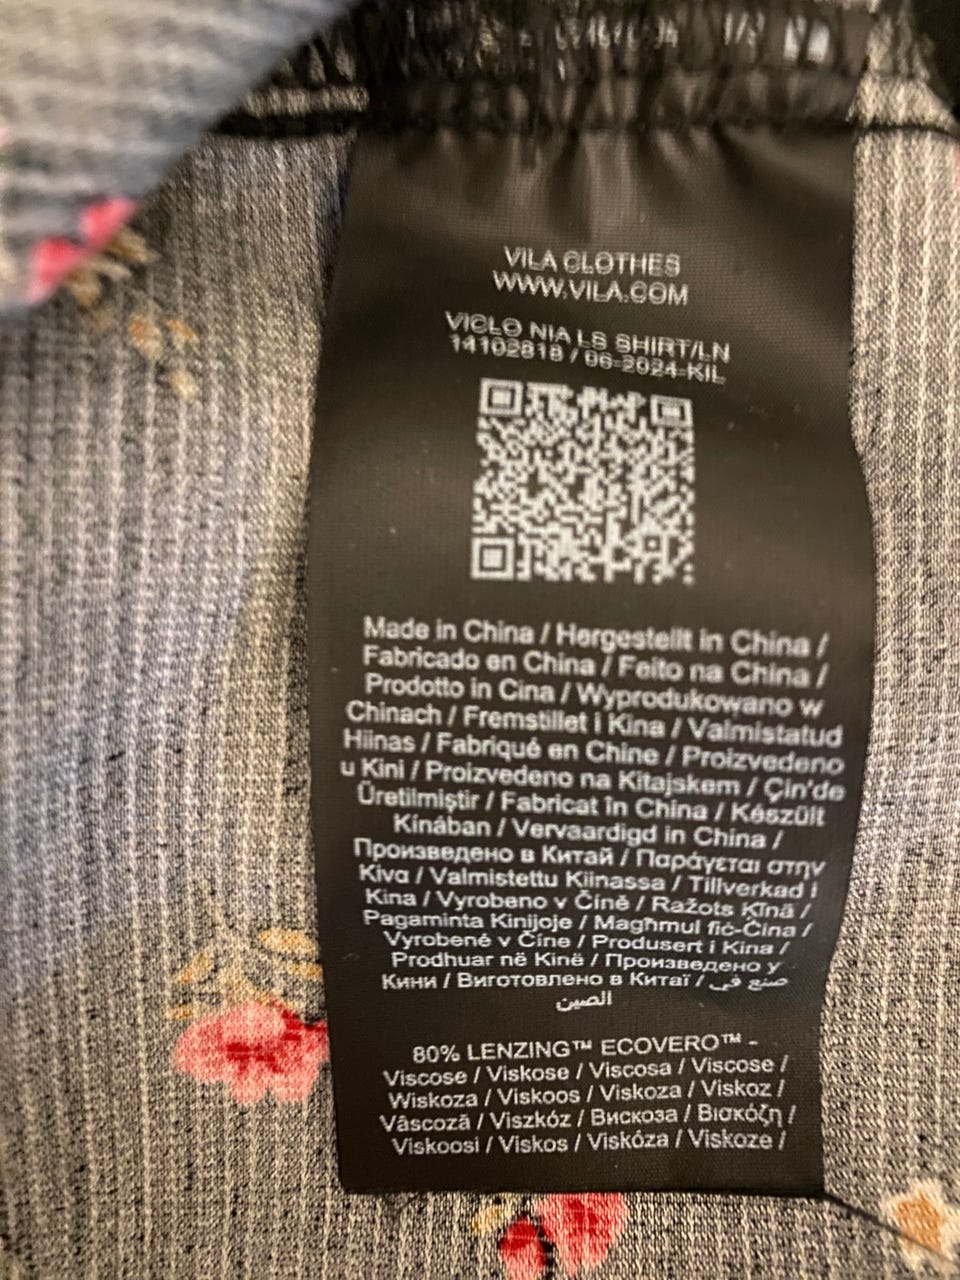 VILA CLOTHES
WWW.VILA.COM
VICLO NIA LS SHIRT/LN
14102818 / 06-2024-KIL
Made in China / Hergestellt in China /
Fabricado en China / Feito na China /
Prodotto in Cina / Wyprodukowano w
Chinach / Fremstillet i Kina / Valmistatud
Hiinas / Fabriqué en Chine / Proizvedeno
u Kini / Proizvedeno na Kitajskem / Çin'de
Üretilmiştir / Fabricat în China / Készült
Kínában / Vervaardigd in China /
Произведено в Китай / Παράγεται στην
Κίνα / Valmistettu Kiinassa / Tillverkad i
Kina / Vyrobeno v Číně / Ražots Ķīnā /
Pagaminta Kinijoje / Magħmul fiċ-Ċina /
Vyrobené v Číne / Produsert i Kina /
Prodhuar në Kinë / Произведено у
Кини / Виготовлено в Китаї / صنع في
الصين
80% LENZING™ ECOVERO™ -
Viscose / Viskose / Viscosa / Viscose /
Wiskoza / Viskoos / Viskoza / Viskoz /
Vâscoză / Viszkóz / Вискоза / Βισκόζη /
Viskoosi / Viskos / Viskóza / Viskoze /